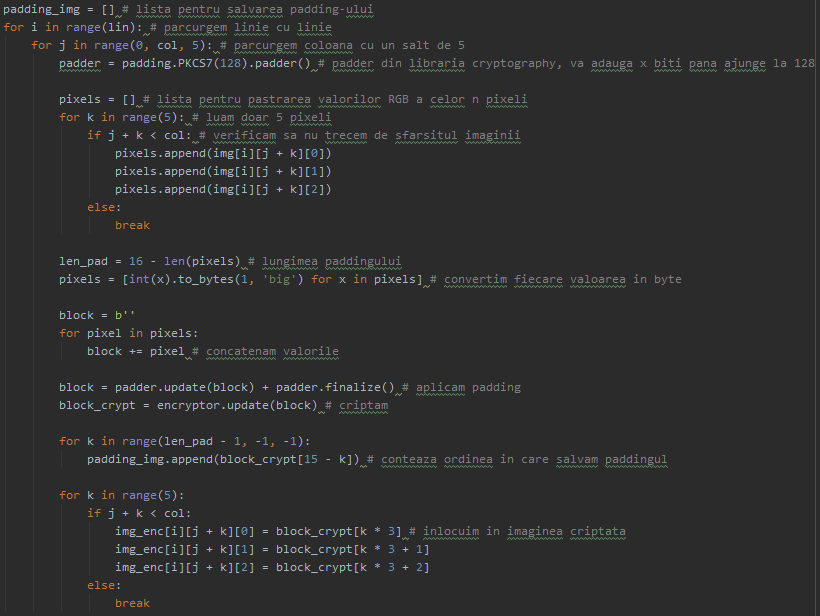 padding_img = [] # lista pentru salvarea padding-ului
for i in range(lin): # parcurgem linie cu linie
    for j in range(0, col, 5): # parcurgem coloana cu un salt de 5
        padder = padding.PKCS7(128).padder() # padder din libraria cryptography, va adauga x biti pana ajunge la 128
        pixels = [] # lista pentru pastrarea valorilor RGB a celor n pixeli
        for k in range(5): # luam doar 5 pixeli
            if j + k < col: # verificam sa nu trecem de sfarsitul imaginii
                pixels.append(img[i][j + k][0])
                pixels.append(img[i][j + k][1])
                pixels.append(img[i][j + k][2])
            else:
                break
        len_pad = 16 - len(pixels) # lungimea paddingului
        pixels = [int(x).to_bytes(1, 'big') for x in pixels] # convertim fiecare valoarea in byte
        block = b''
        for pixel in pixels:
            block += pixel # concatenam valorile
        block = padder.update(block) + padder.finalize() # aplicam padding
        block_crypt = encryptor.update(block) # criptam
        for k in range(len_pad - 1, -1, -1):
            padding_img.append(block_crypt[15 - k]) # conteaza ordinea in care salvam paddingul
        for k in range(5):
            if j + k < col:
                img_enc[i][j + k][0] = block_crypt[k * 3] # inlocuim in imaginea criptata
                img_enc[i][j + k][1] = block_crypt[k * 3 + 1]
                img_enc[i][j + k][2] = block_crypt[k * 3 + 2]
            else:
                break